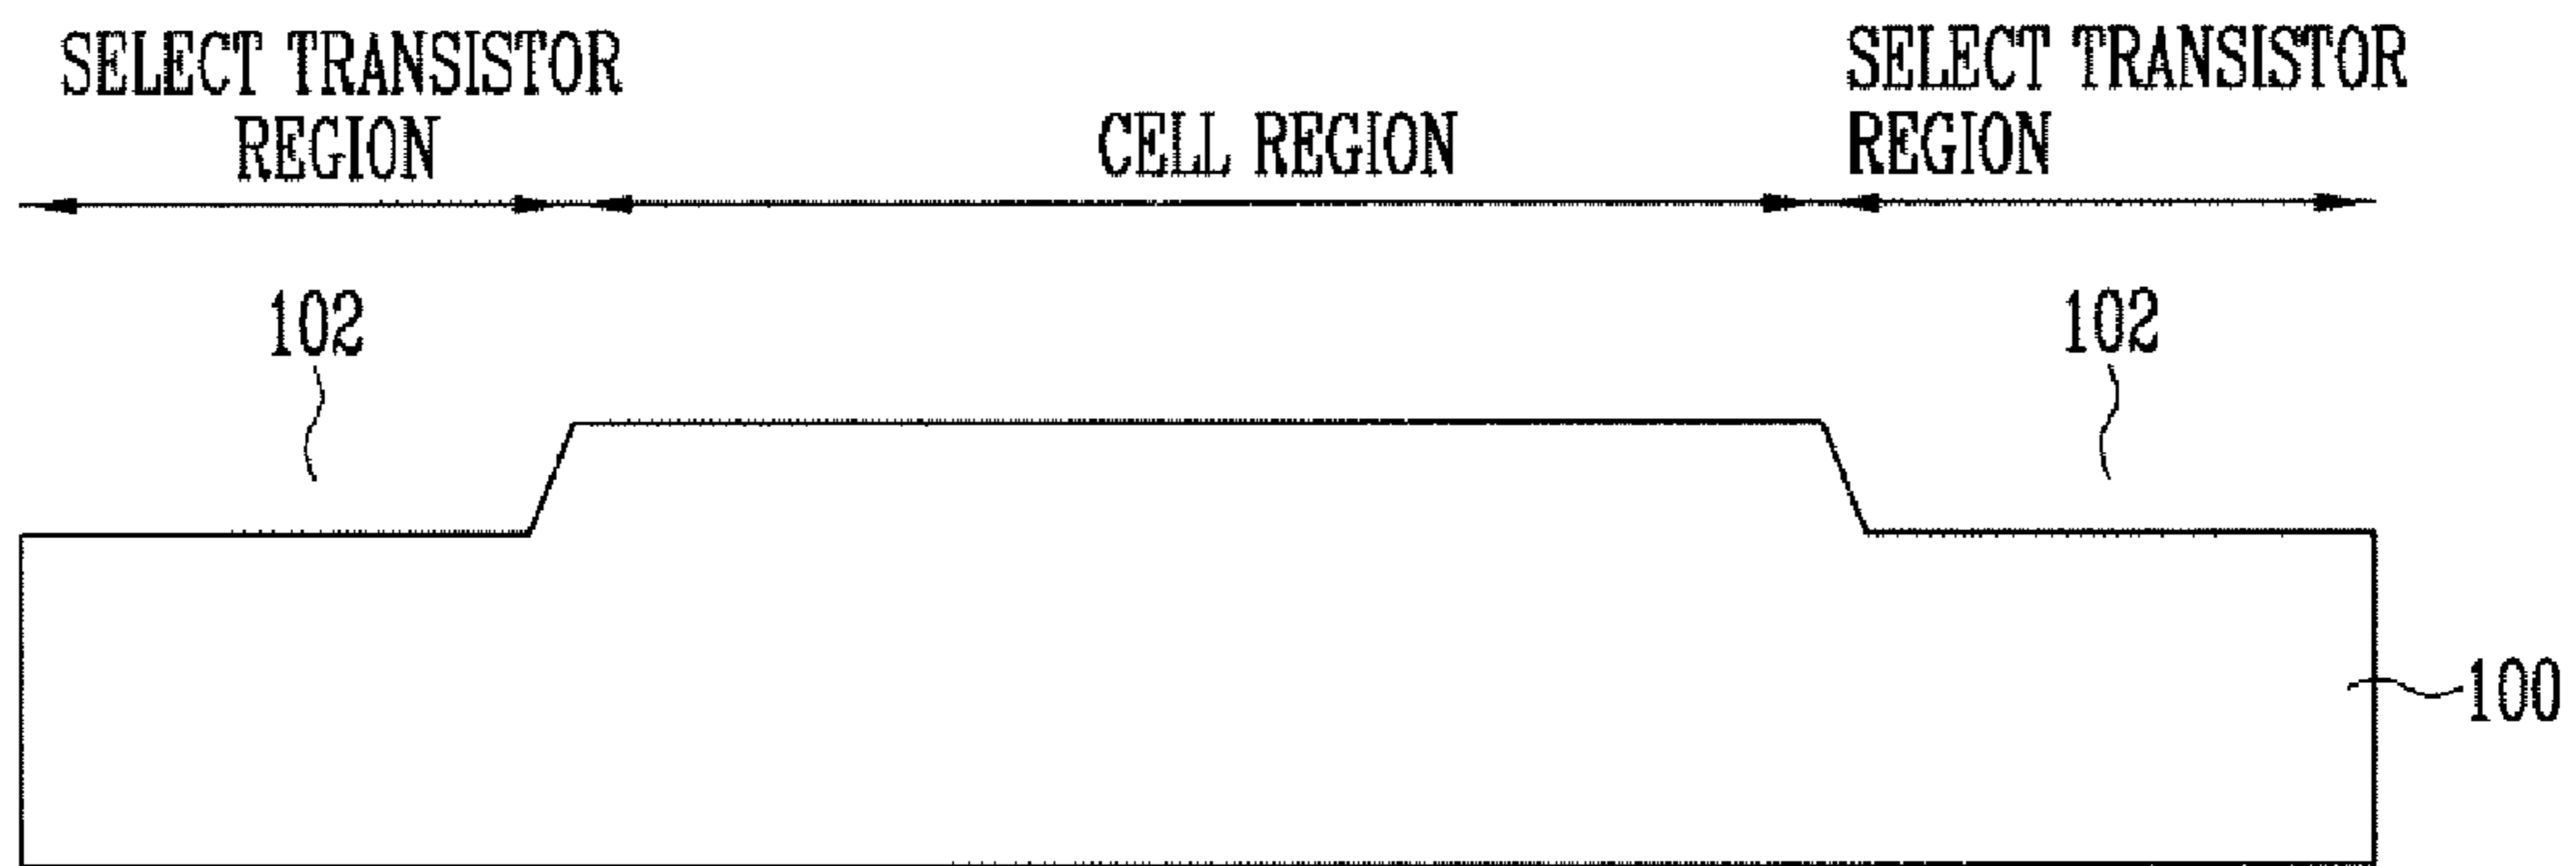 SELECT TRANSISTOR
REGION
CELL REGION
SELECT TRANSISTOR
REGION
102
102
100